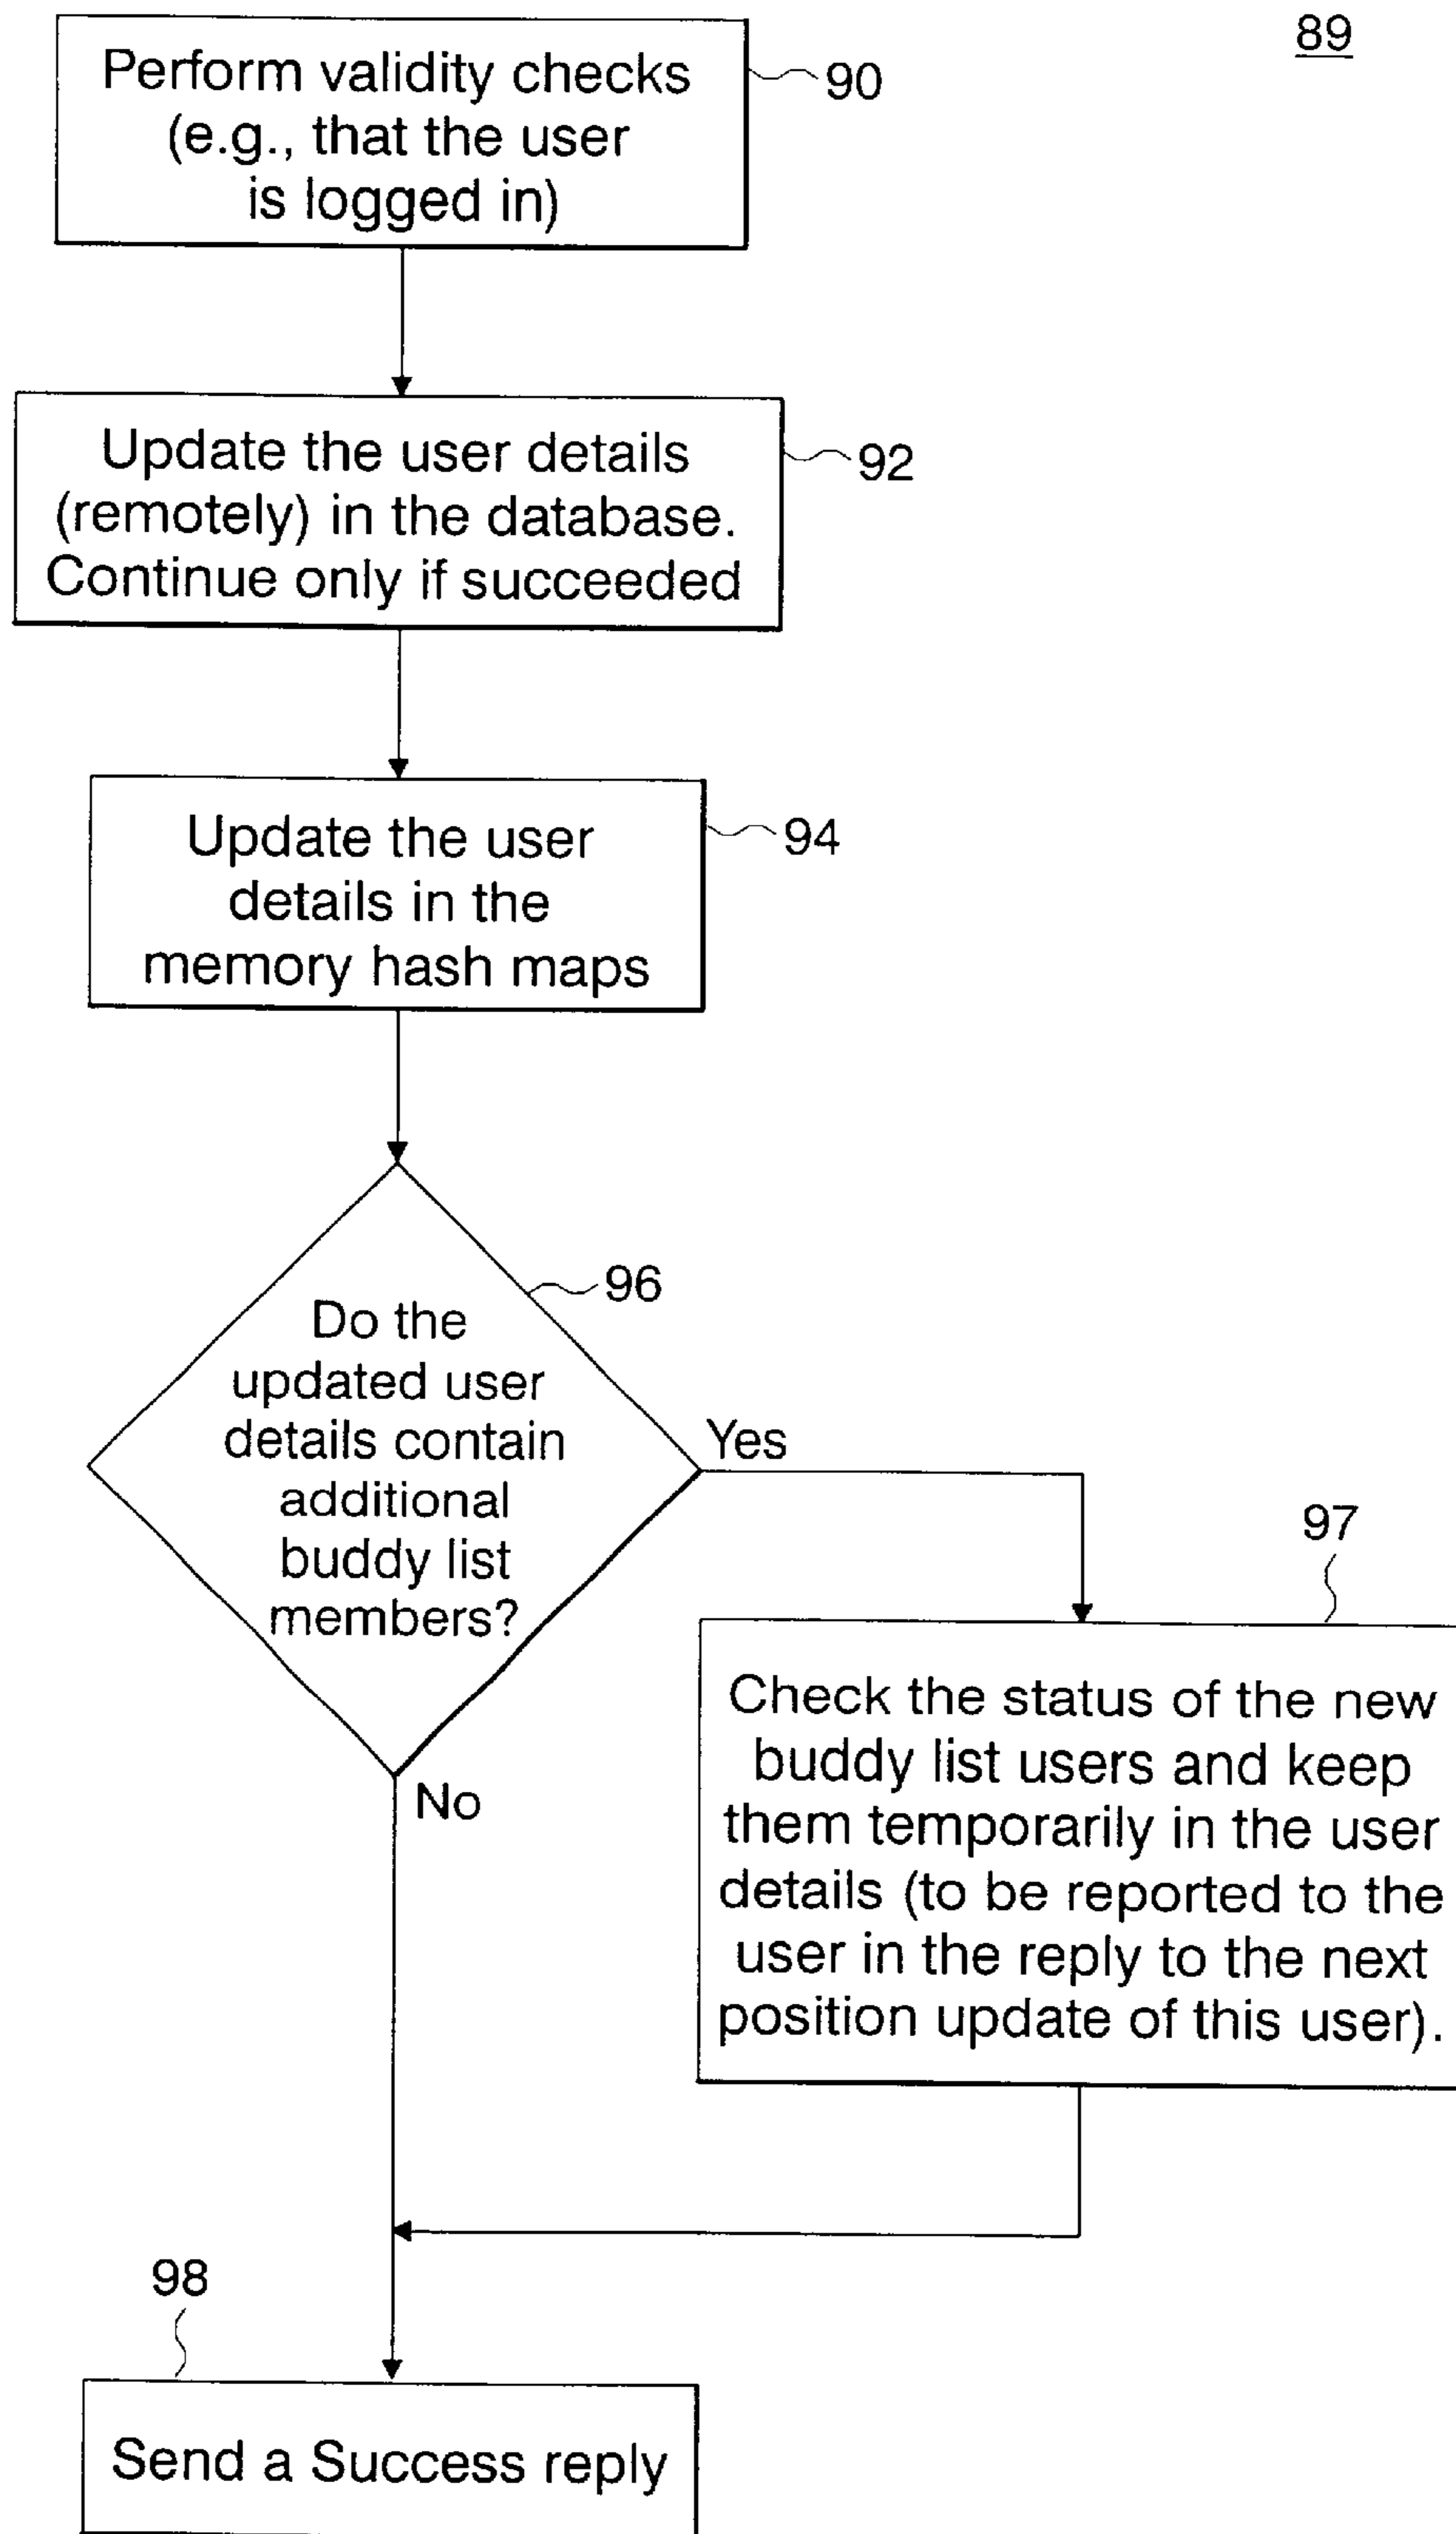 89
Perform validity checks
(e.g., that the user
is logged in)
90
Update the user details
(remotely) in the database.
Continue only if succeeded
92
Update the user
details in the
memory hash maps
94
Do the
updated user
details contain
additional
buddy list
members?
96
Yes
No
97
Check the status of the new
buddy list users and keep
them temporarily in the user
details (to be reported to the
user in the reply to the next
position update of this user).
98
Send a Success reply